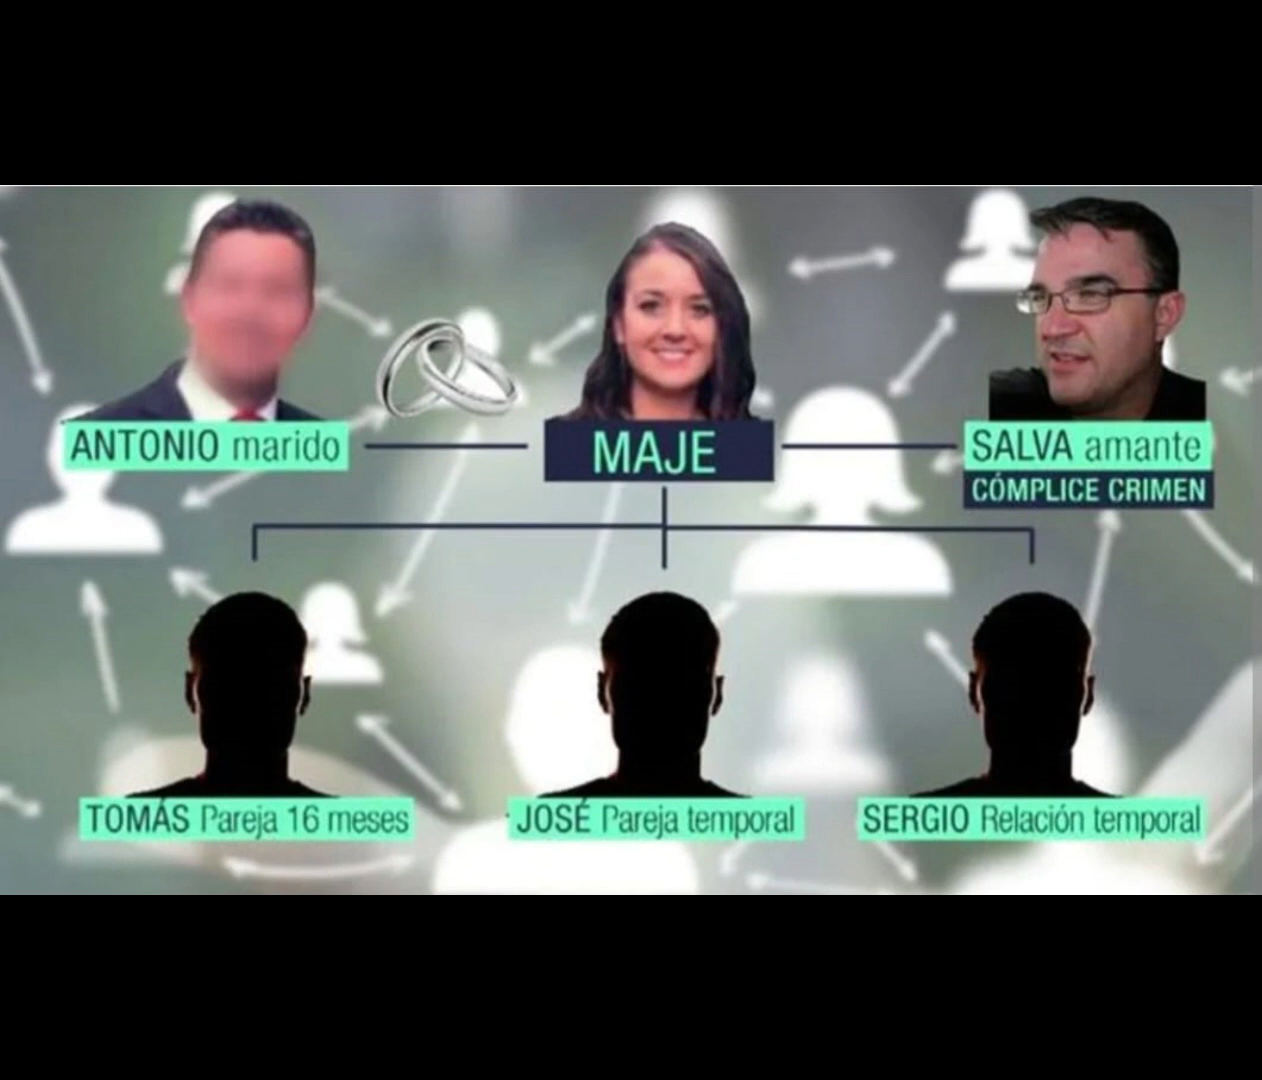 ANTONIO marido
MAJE
SALVA amante
CÓMPLICE CRIMEN
TOMÁS Pareja 16 meses
JOSÉ Pareja temporal
SERGIO Relación temporal